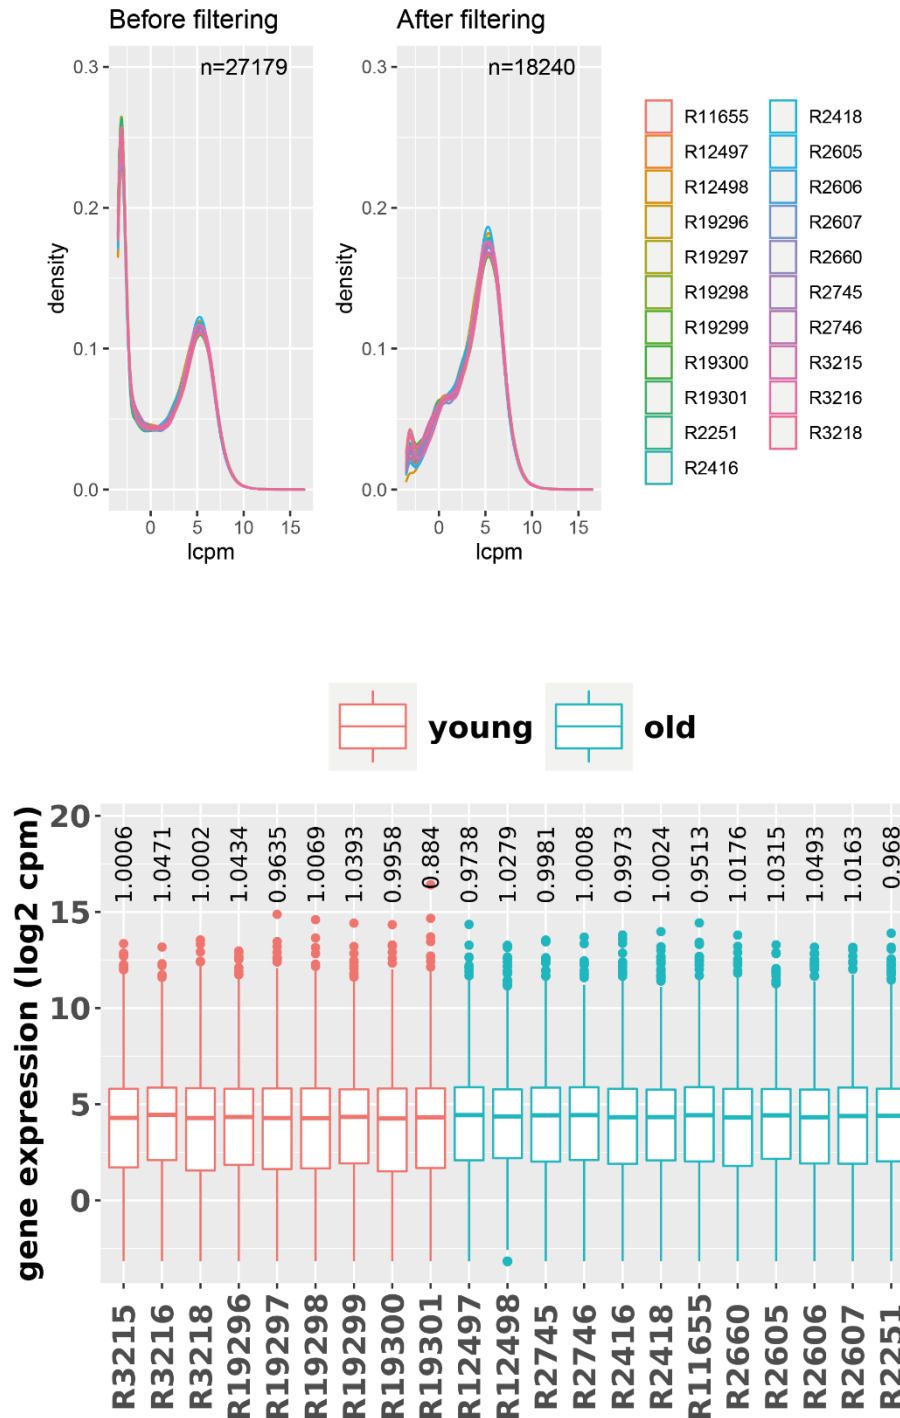 Before filtering
After filtering
n=27179
n=18240
0.3
0.2
0.1
0.0
density
0 5 10 15
lcpm
0.3
0.2
0.1
0.0
density
0 5 10 15
lcpm
R11655
R12497
R12498
R19296
R19297
R19298
R19299
R19300
R19301
R2251
R2416
R2418
R2605
R2606
R2607
R2660
R2745
R2746
R3215
R3216
R3218
young
old
gene expression (log2 cpm)
20
15
10
5
0
1.0006
1.0471
1.0002
1.0434
0.9635
1.0069
1.0393
0.9958
0.884
0.9738
1.0279
0.9981
1.0008
0.9973
1.0024
0.9513
1.0176
1.0315
1.0493
1.0163
0.968
R3215
R3216
R3218
R19296
R19297
R19298
R19299
R19300
R19301
R12497
R12498
R2745
R2746
R2416
R2418
R11655
R2660
R2605
R2606
R2607
R2251